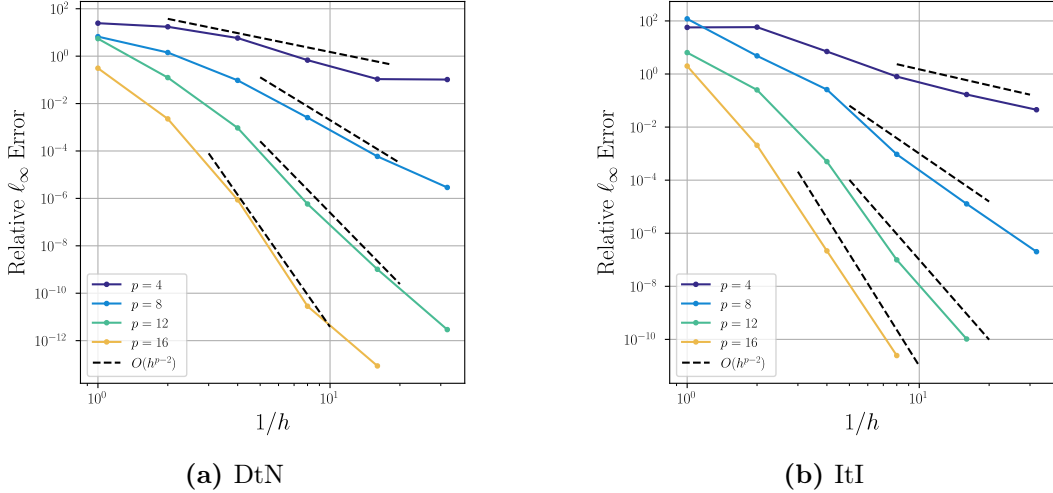 10^2
10^0
10^{-2}
10^{-4}
10^{-6}
10^{-8}
10^{-10}
10^{-12}
Relative ℓ∞ Error
p = 4
p = 8
p = 12
p = 16
O(h^{p−2})
10^0
10^1
1/h
(a) DtN
10^2
10^0
10^{-2}
10^{-4}
10^{-6}
10^{-8}
10^{-10}
Relative ℓ∞ Error
p = 4
p = 8
p = 12
p = 16
O(h^{p−2})
10^0
10^1
1/h
(b) ItI